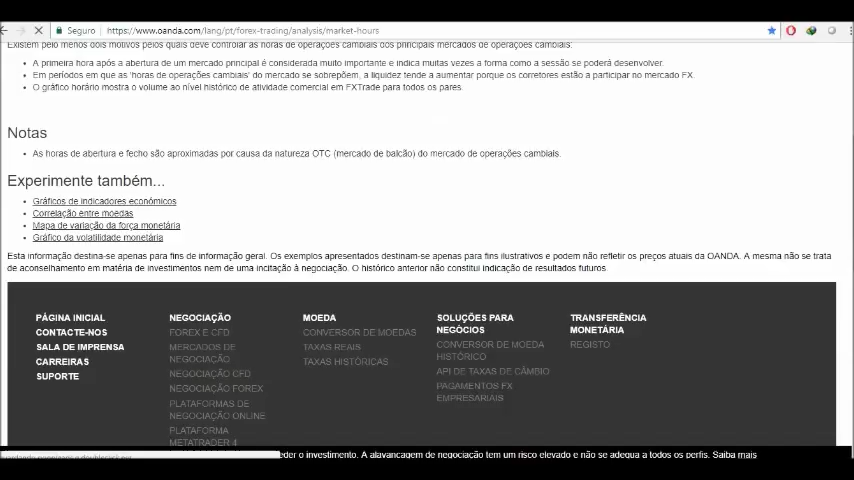 Seguro
https://www.oanda.com/lang/pt/forex-trading/analysis/market-hours
Existem pelo menos dois motivos pelos quais deve controlar as horas de operações cambiais dos principais mercados de operações cambiais:
A primeira hora após a abertura de um mercado principal é considerada muito importante e indica muitas vezes a forma como a sessão se poderá desenvolver.
Em períodos em que as 'horas de operações cambiais' do mercado se sobrepõem, a liquidez tende a aumentar porque os corretores estão a participar no mercado FX.
O gráfico horário mostra o volume ao nível histórico de atividade comercial em FXTrade para todos os pares.
Notas
As horas de abertura e fecho são aproximadas por causa da natureza OTC (mercado de balcão) do mercado de operações cambiais.
Experimente também...
Gráficos de indicadores económicos
Correlação entre moedas
Mapa de variação da força monetária
Gráfico da volatilidade monetária
Esta informação destina-se apenas para fins de informação geral. Os exemplos apresentados destinam-se apenas para fins ilustrativos e podem não refletir os preços atuais da OANDA. A mesma não se trata
de aconselhamento em matéria de investimentos nem de uma incitação à negociação. O histórico anterior não constitui indicação de resultados futuros
PÁGINA INICIAL
CONTACTE-NOS
SALA DE IMPRENSA
CARREIRAS
SUPORTE
NEGOCIAÇÃO
FOREX E CFD
MERCADOS DE
NEGOCIAÇÃO
NEGOCIAÇÃO CFD
NEGOCIAÇÃO FOREX
PLATAFORMAS DE
NEGOCIAÇÃO ONLINE
PLATAFORMA
METATRADER 4
MOEDA
CONVERSOR DE MOEDAS
TAXAS REAIS
TAXAS HISTÓRICAS
SOLUÇÕES PARA
NEGÓCIOS
CONVERSOR DE MOEDA
HISTÓRICO
API DE TAXAS DE CÂMBIO
PAGAMENTOS FX
EMPRESARIAIS
TRANSFERÊNCIA
MONETÁRIA
REGISTO
eder o investimento. A alavancagem de negociação tem um risco elevado e não se adequa a todos os perfis. Saiba mais